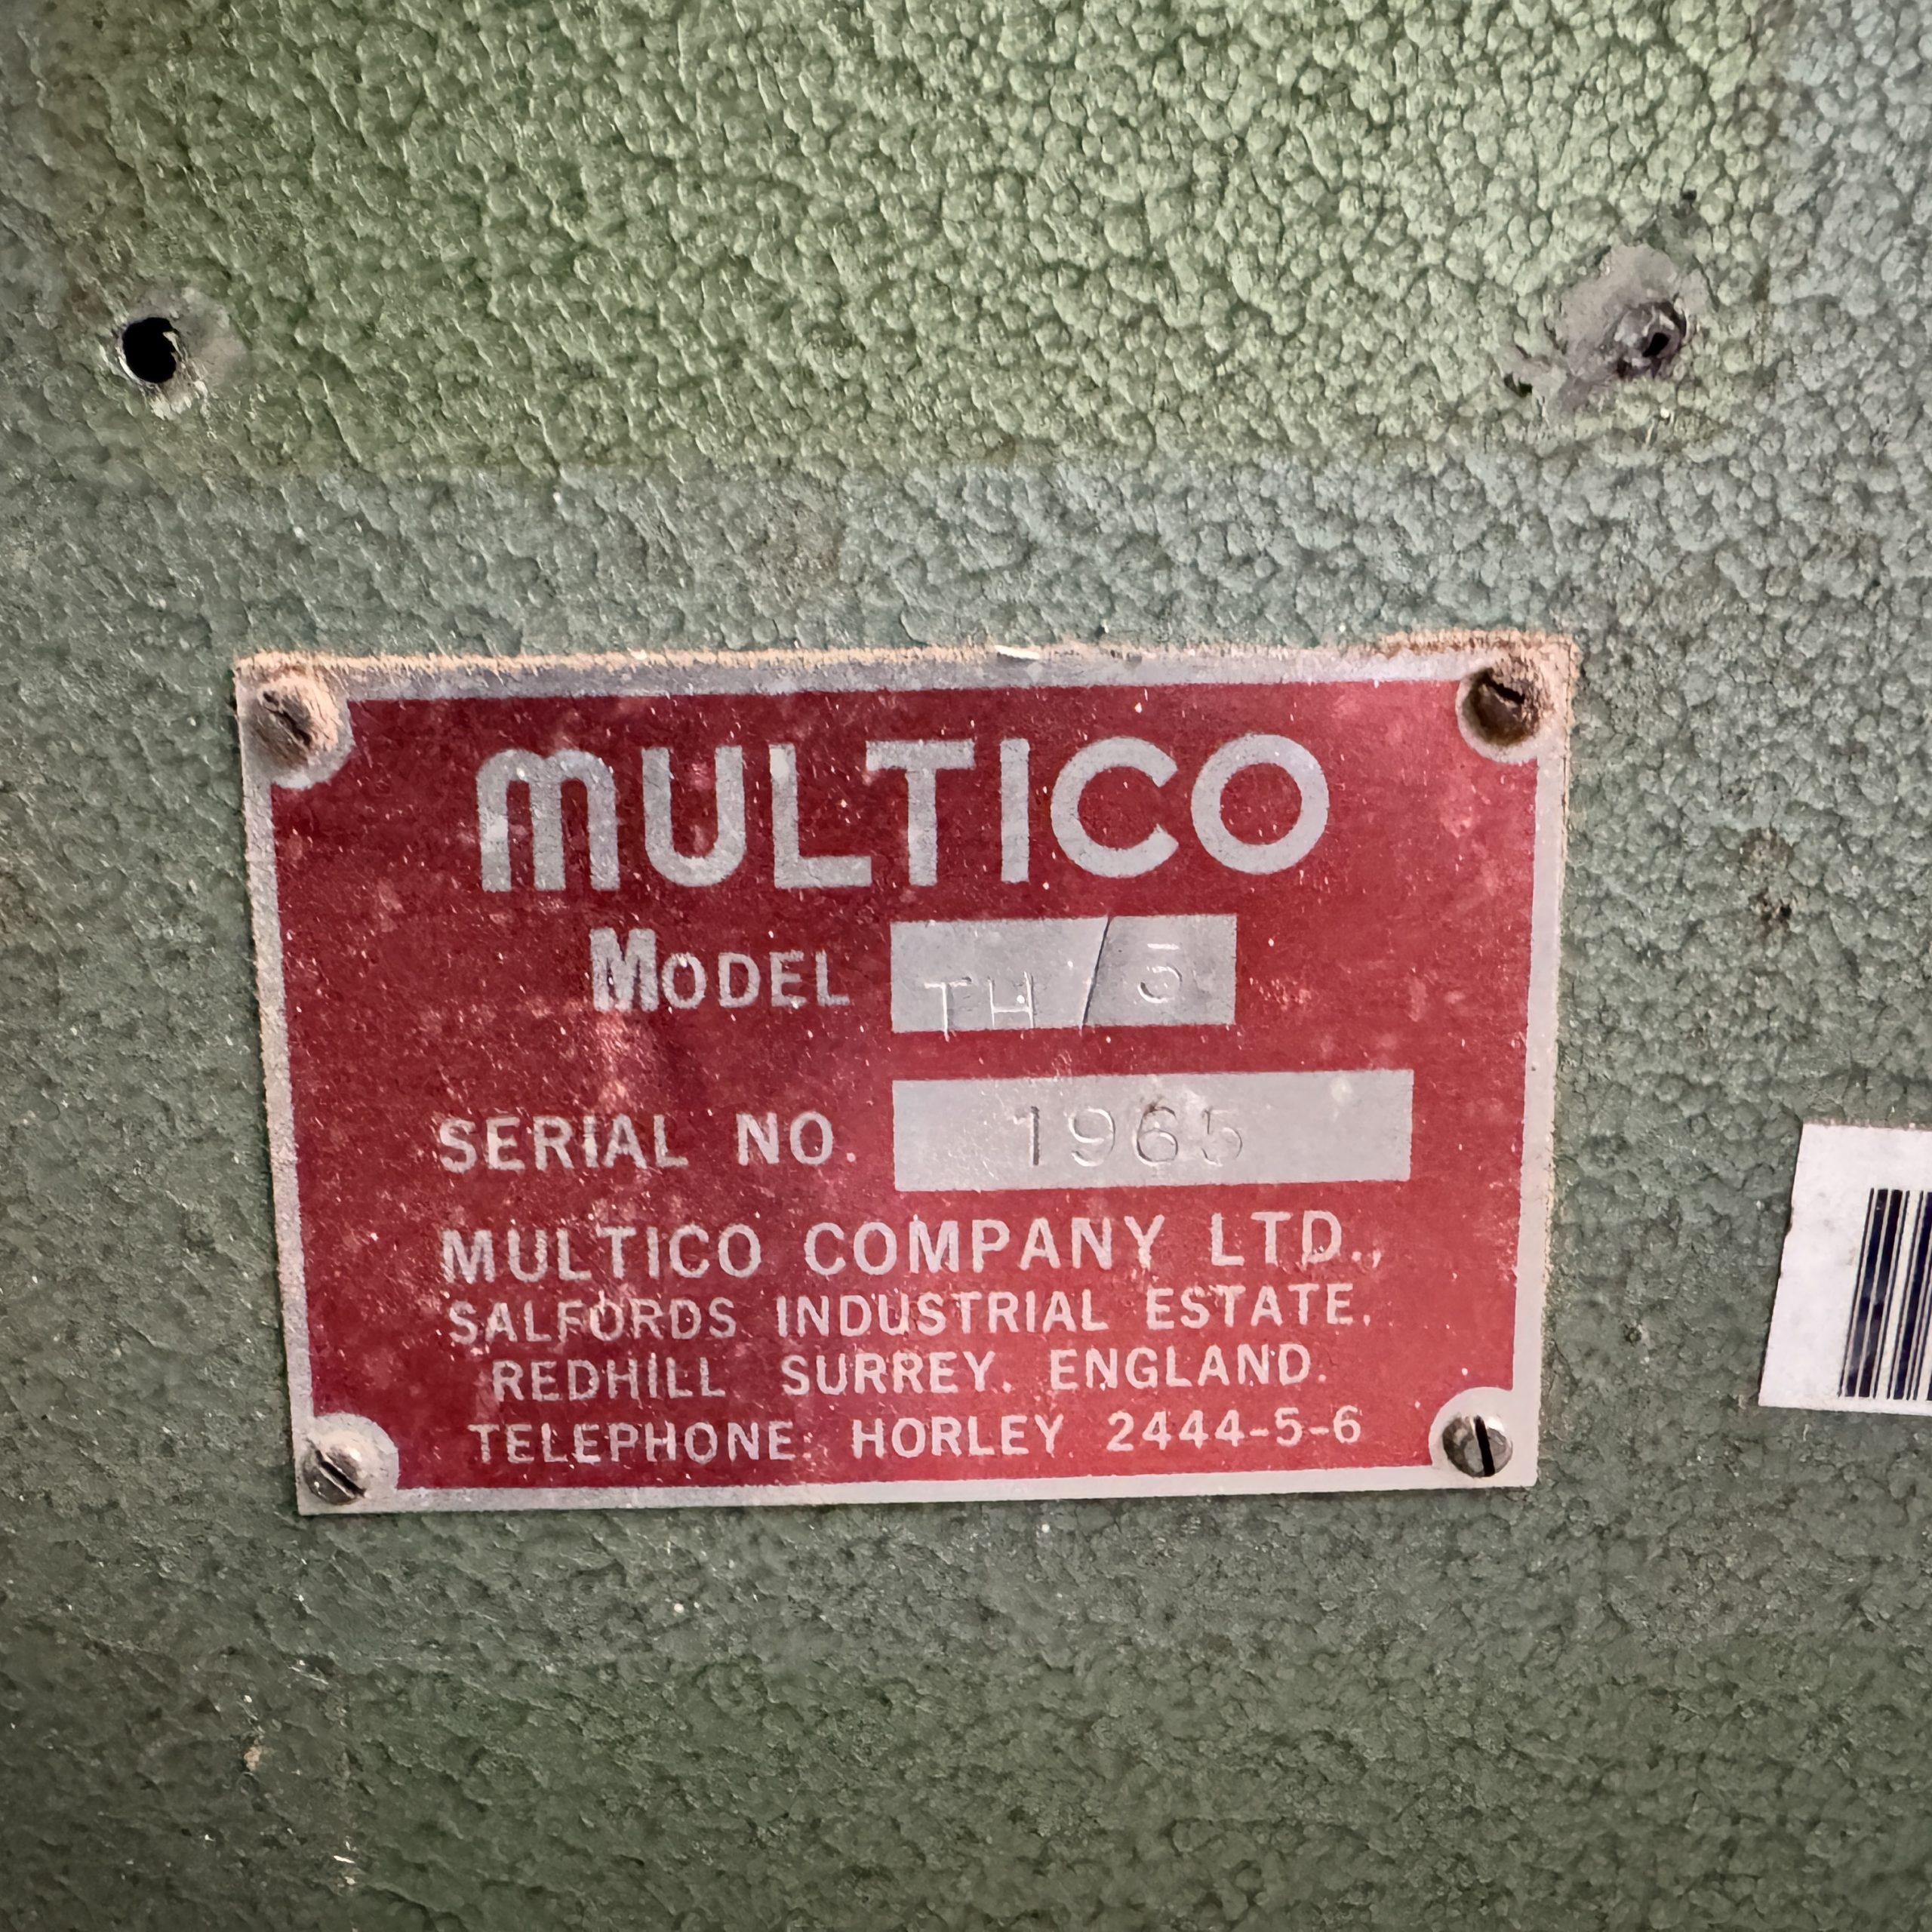 MULTICO
MODEL TH/5
SERIAL NO. 1965
MULTICO COMPANY LTD.,
SALFORDS INDUSTRIAL ESTATE.
REDHILL SURREY. ENGLAND.
TELEPHONE: HORLEY 2444-5-6